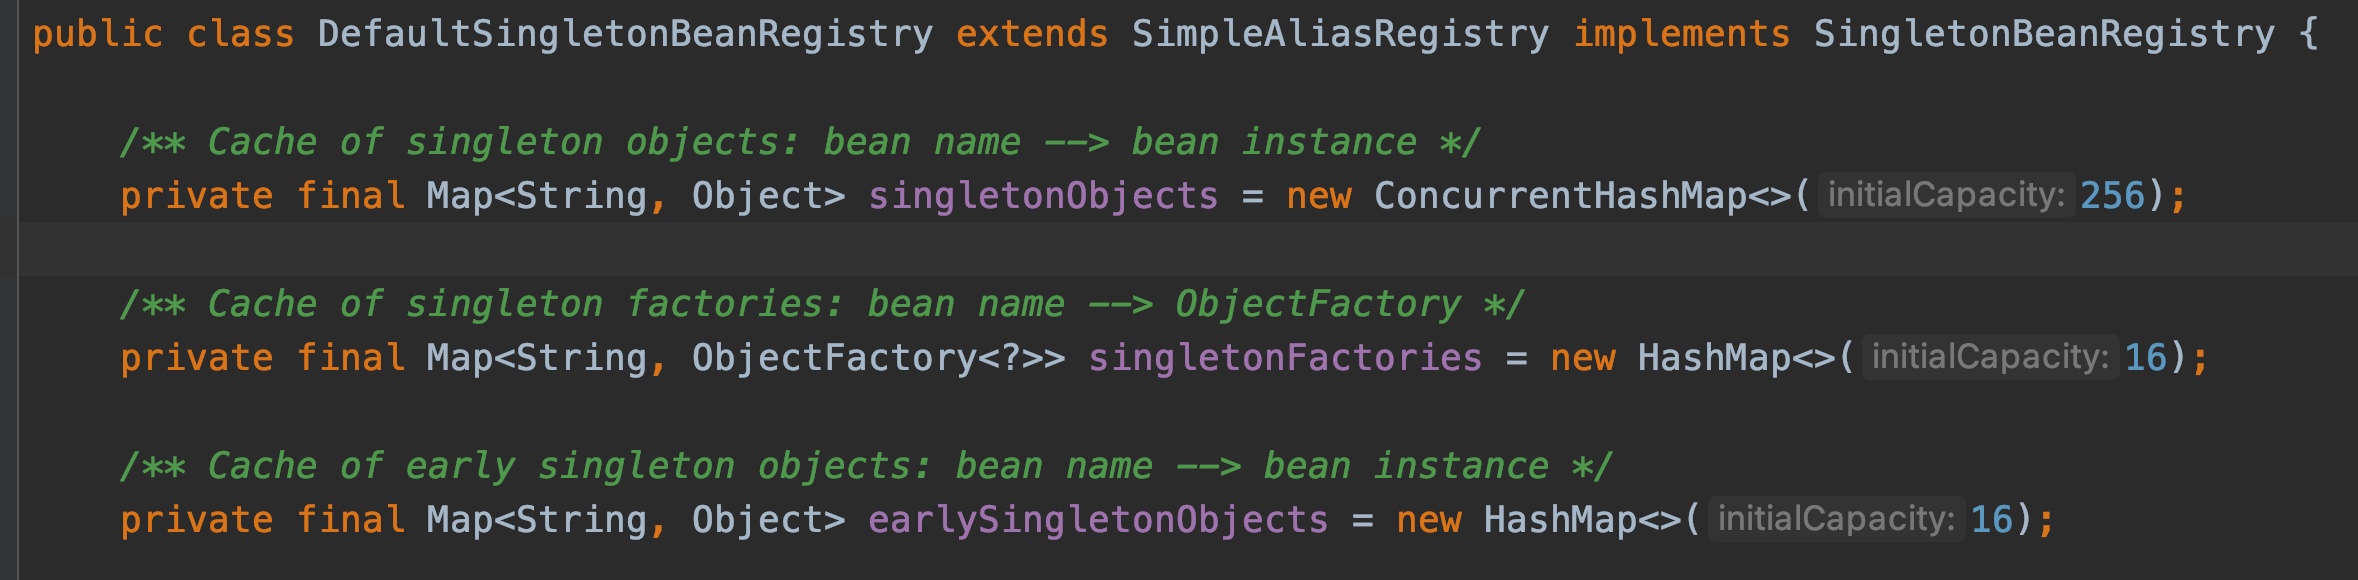 public class DefaultSingletonBeanRegistry extends SimpleAliasRegistry implements SingletonBeanRegistry {
/** Cache of singleton objects: bean name --> bean instance */
private final Map<String, Object> singletonObjects = new ConcurrentHashMap<>( initialCapacity: 256);
/** Cache of singleton factories: bean name --> ObjectFactory */
private final Map<String, ObjectFactory<?>> singletonFactories = new HashMap<>( initialCapacity: 16);
/** Cache of early singleton objects: bean name --> bean instance */
private final Map<String, Object> earlySingletonObjects = new HashMap<>( initialCapacity: 16);